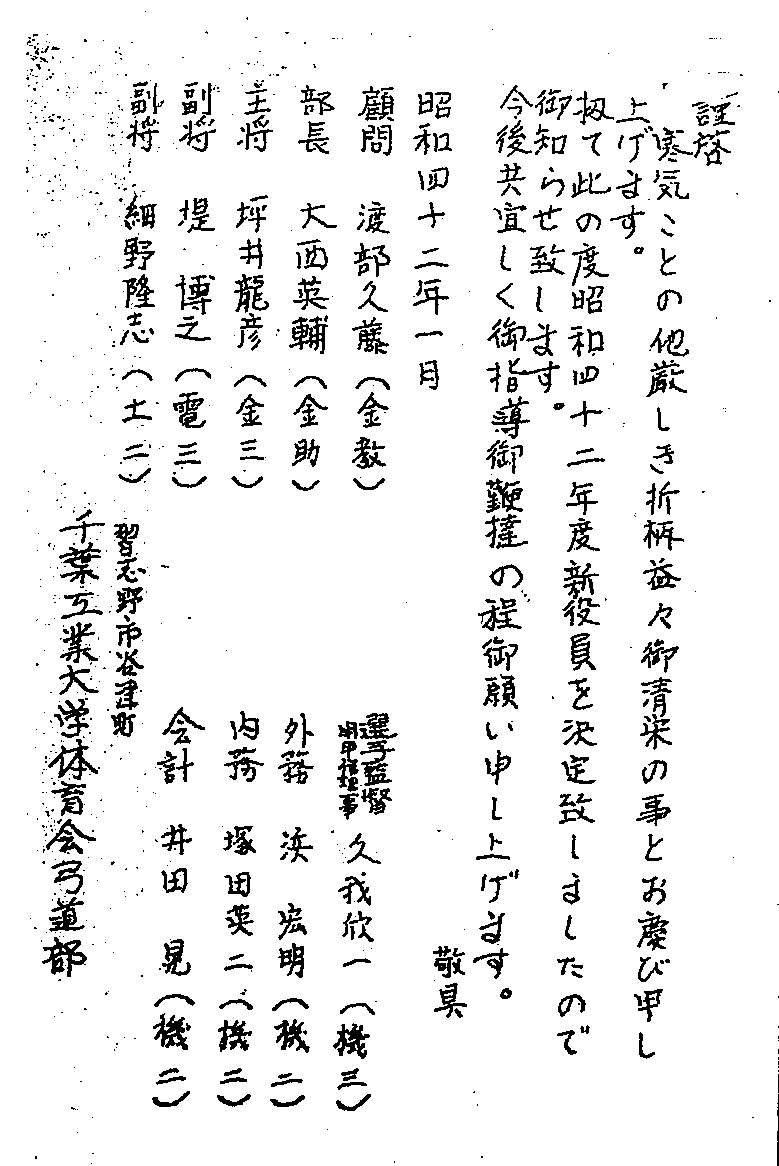 謹啓
寒気ことの他厳しき折柄益々御清栄の事とお慶び申し
上げます。
扨て此の度昭和四十二年度新役員を決定致しましたので
御知らせ致します。
今後共宜しく御指導御鞭撻の程御願い申し上げます。
敬具
昭和四十二年一月
顧問 渡部久藤(金教)
部長 大西英輔(金助)
主将 坪井龍彦(金三)
副将 堤 博之(電三)
副将 細野隆志(土二)
選手監督
理事 久我欣一(機三)
外務 浜 宏明(機二)
内務 塚田英二(機二)
会計 井田 晃(機二)
習志野市谷津町
千葉工業大学体育会弓道部